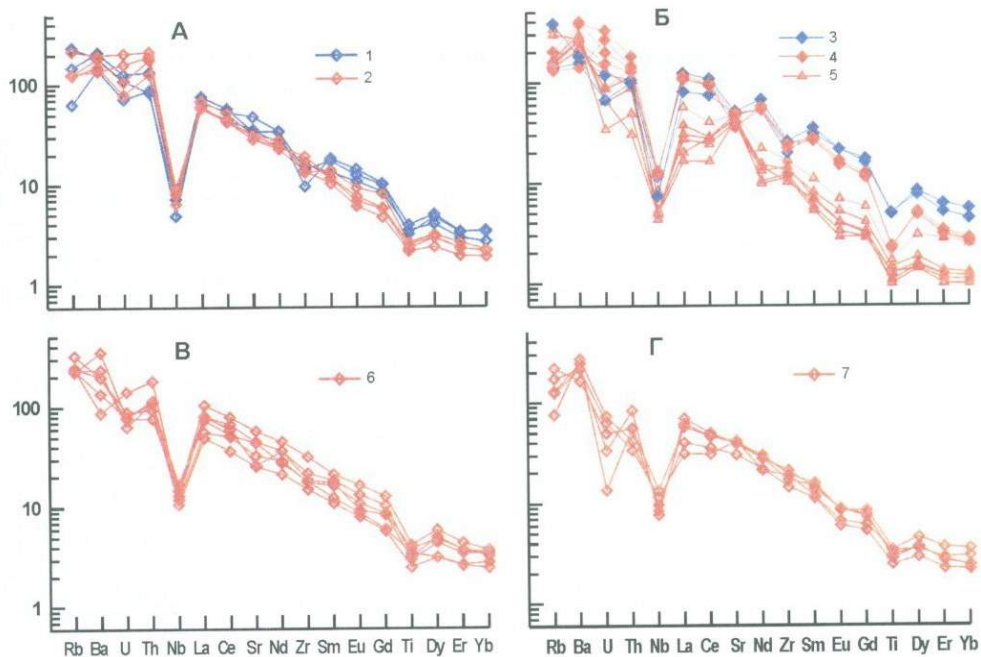 А
1
2
100
10
1
Б
3
4
5
В
6
100
10
1
Г
7
Rb Ba U Th Nb La Ce Sr Nd Zr Sm Eu Gd Ti Dy Er Yb
Rb Ba U Th Nb La Ce Sr Nd Zr Sm Eu Gd Ti Dy Er Yb